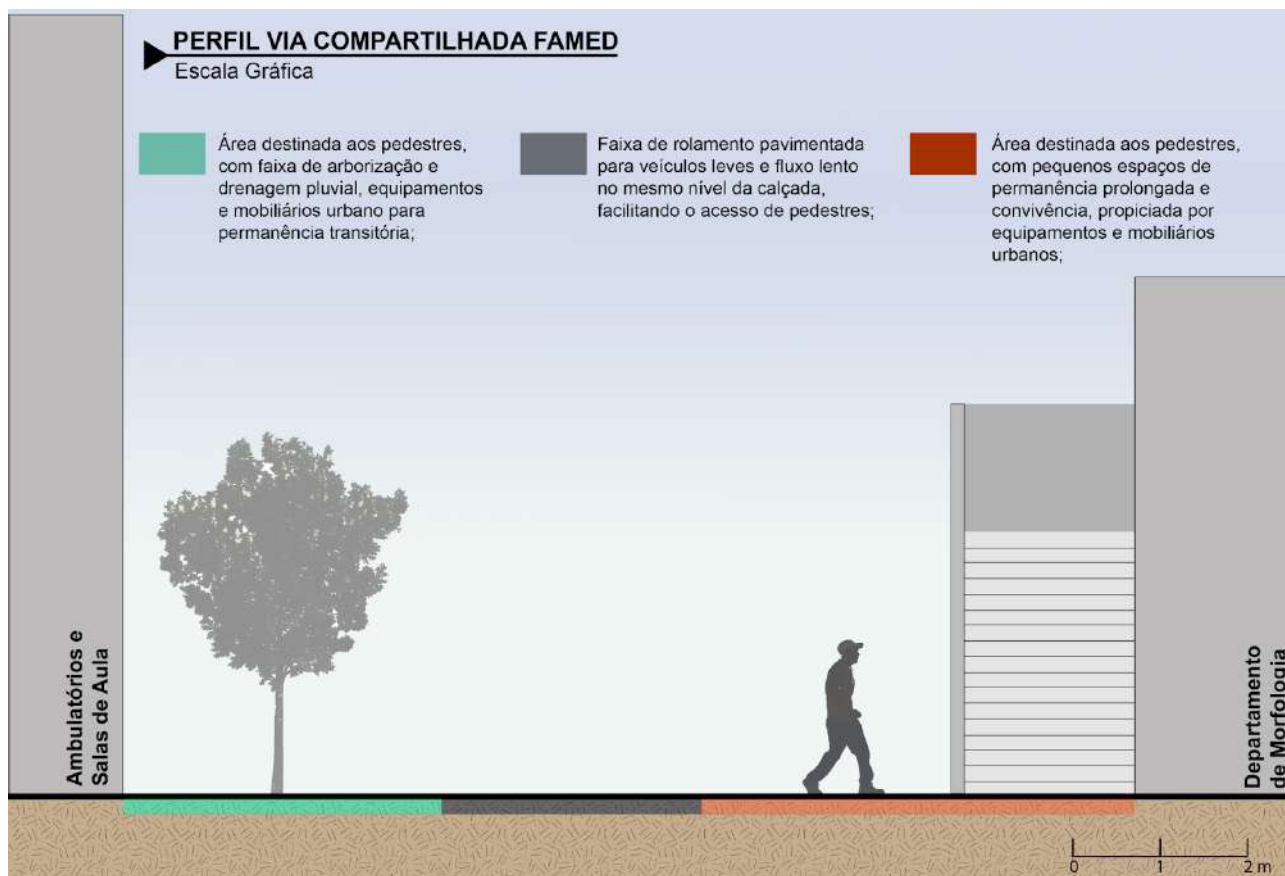 PERFIL VIA COMPARTILHADA FAMED
Escala Gráfica
Área destinada aos pedestres,
com faixa de arborização e
drenagem pluvial, equipamentos
e mobiliários urbano para
permanência transitória;
Faixa de rolamento pavimentada
para veículos leves e fluxo lento
no mesmo nível da calçada,
facilitando o acesso de pedestres;
Área destinada aos pedestres,
com pequenos espaços de
permanência prolongada e
convivência, propiciada por
equipamentos e mobiliários
urbanos;
Ambulatórios e
Salas de Aula
Departamento
de Morfologia
0 1 2 m